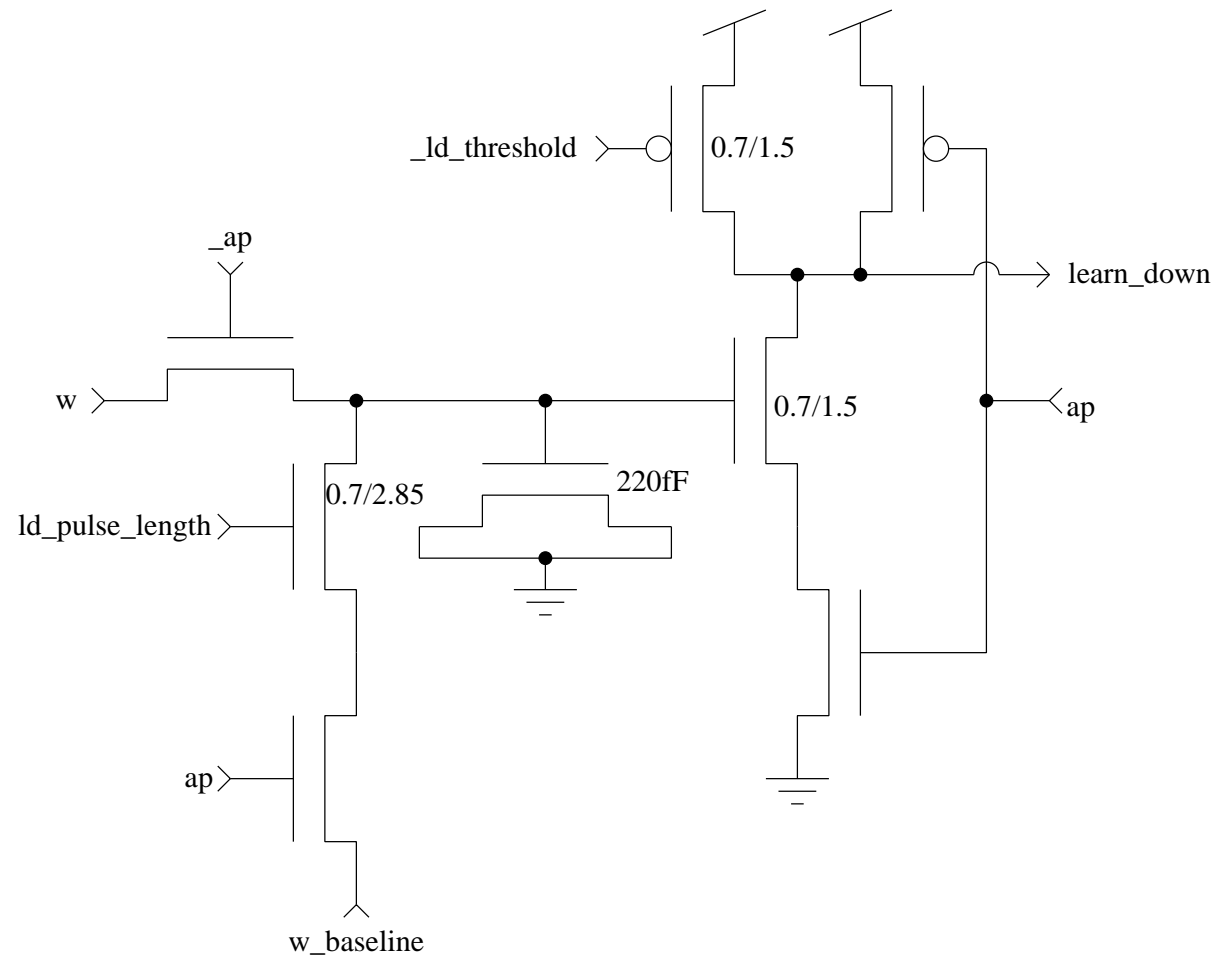 _ld_threshold
0.7/1.5
_ap
learn_down
w
0.7/1.5
ap
220fF
0.7/2.85
ld_pulse_length
ap
w_baseline